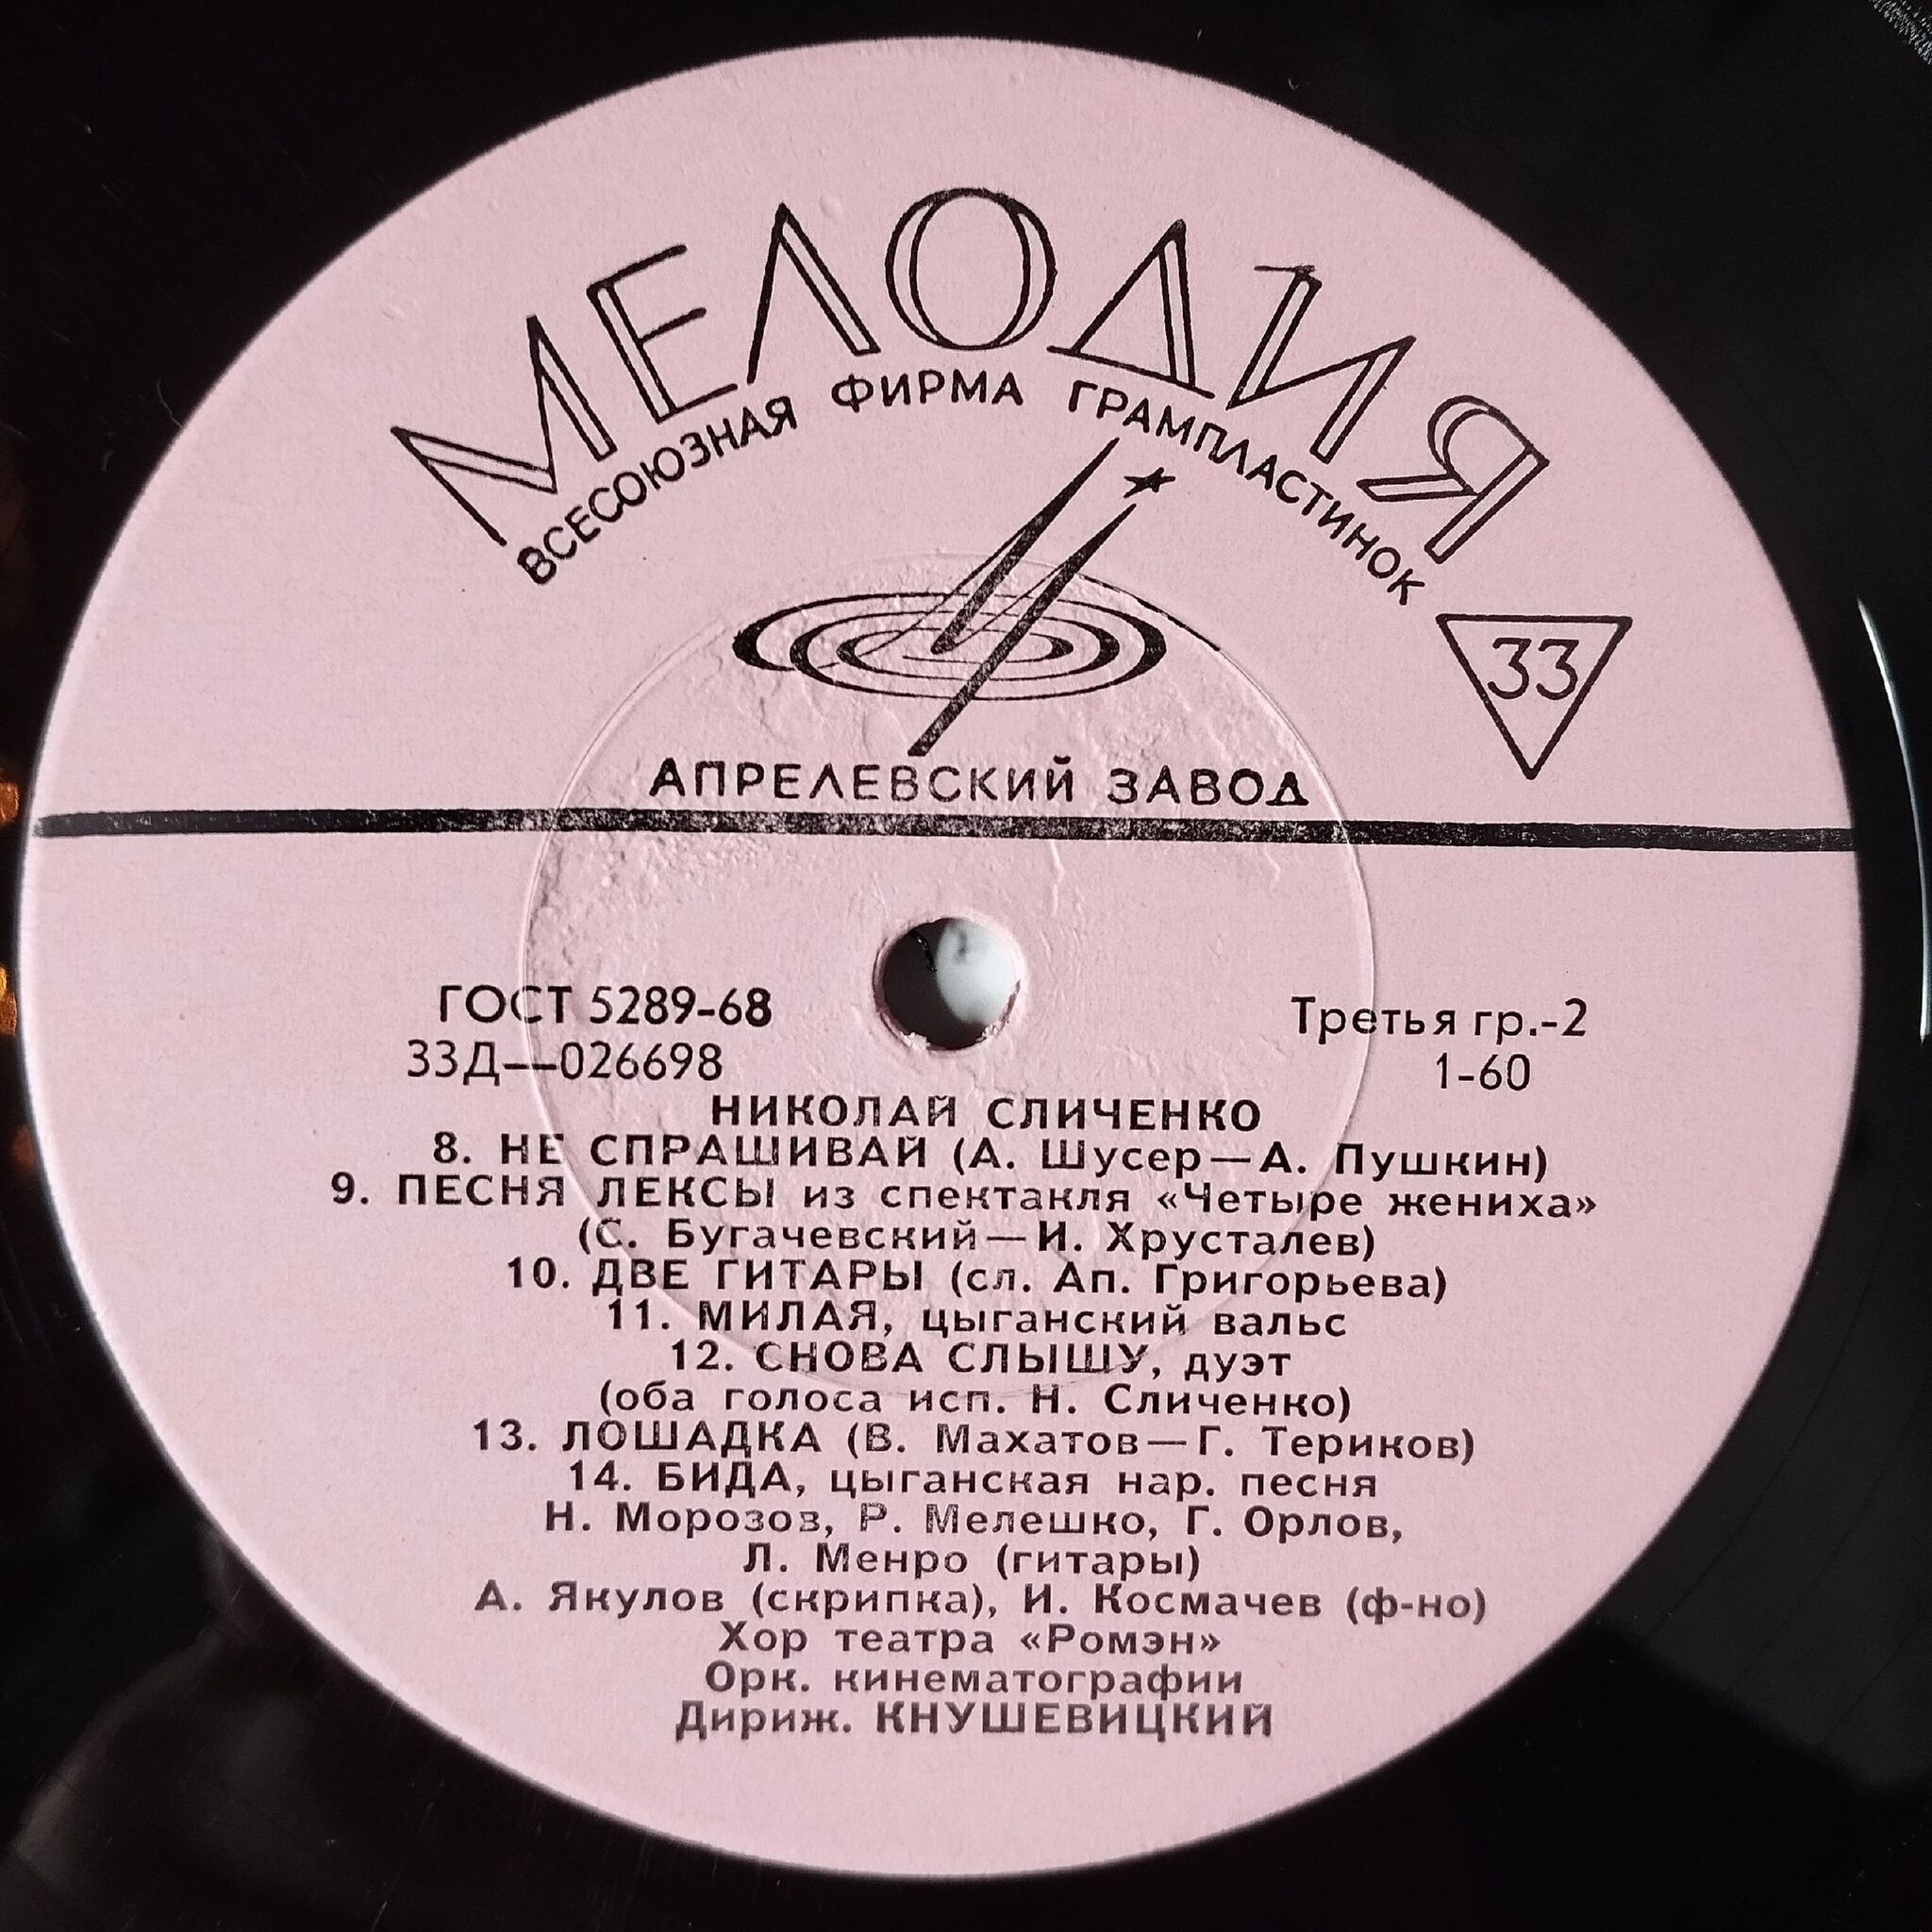 МЕЛОДИЯ
ВСЕСОЮЗНАЯ ФИРМА ГРАМПЛАСТИНОК
33
АПРЕЛЕВСКИЙ ЗАВОД
ГОСТ 5289-68
Третья гр.-2
33Д—026698
1-60
НИКОЛАЙ СЛИЧЕНКО
8. НЕ СПРАШИВАЙ (А. Шусер—А. Пушкин)
9. ПЕСНЯ ЛЕКСЫ из спектакля «Четыре жениха»
(С. Бугачевский—И. Хрусталев)
10. ДВЕ ГИТАРЫ (сл. Ап. Григорьева)
11. МИЛАЯ, цыганский вальс
12. СНОВА СЛЫШУ, дуэт
(оба голоса исп. Н. Сличенко)
13. ЛОШАДКА (В. Махатов—Г. Териков)
14. БИДА, цыганская нар. песня
Н. Морозов, Р. Мелешко, Г. Орлов,
Л. Менро (гитары)
А. Якулов (скрипка), И. Космачев (ф-но)
Хор театра «Ромэн»
Орк. кинематографии
Дириж. КНУШЕВИЦКИЙ